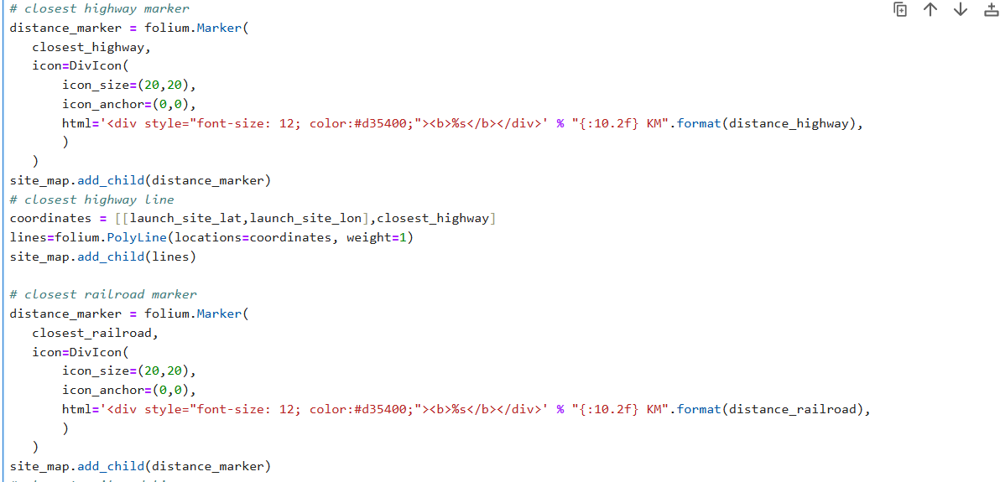 # closest highway marker
distance_marker = folium.Marker(
   closest_highway,
   icon=DivIcon(
       icon_size=(20,20),
       icon_anchor=(0,0),
       html='<div style="font-size: 12; color:#d35400;"><b>%s</b></div>' % "{:10.2f} KM".format(distance_highway),
       )
   )
site_map.add_child(distance_marker)
# closest highway line
coordinates = [[launch_site_lat,launch_site_lon],closest_highway]
lines=folium.PolyLine(locations=coordinates, weight=1)
site_map.add_child(lines)

# closest railroad marker
distance_marker = folium.Marker(
   closest_railroad,
   icon=DivIcon(
       icon_size=(20,20),
       icon_anchor=(0,0),
       html='<div style="font-size: 12; color:#d35400;"><b>%s</b></div>' % "{:10.2f} KM".format(distance_railroad),
       )
   )
site_map.add_child(distance_marker)